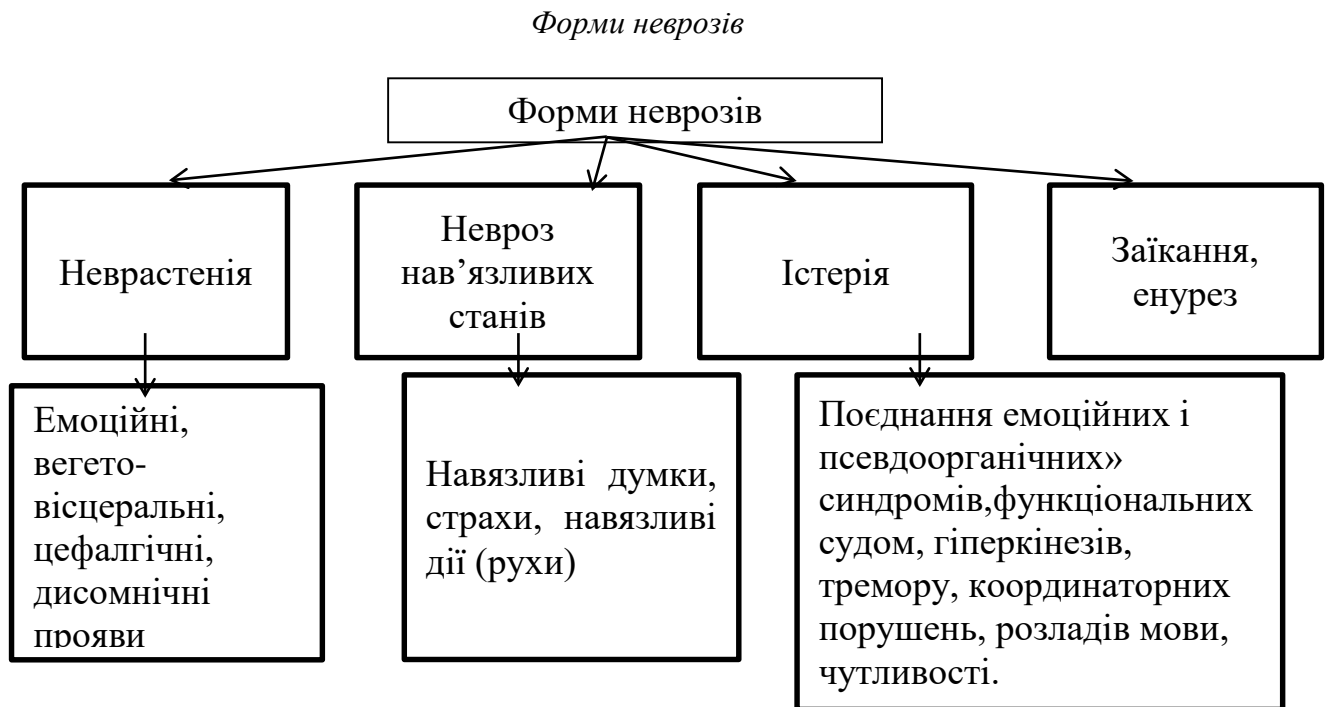 Форми неврозів
Форми неврозів
Неврастенія
Невроз
нав’язливих
станів
Істерія
Заїкання,
енурез
Емоційні,
вегето-
вісцеральні,
цефалгічні,
дисомнічні
прояви
Навязливі думки,
страхи, навязливі
дії (рухи)
Поєднання емоційних і
псевдоорганічних»
синдромів,функціональних
судом, гіперкінезів,
тремору, координаторних
порушень, розладів мови,
чутливості.